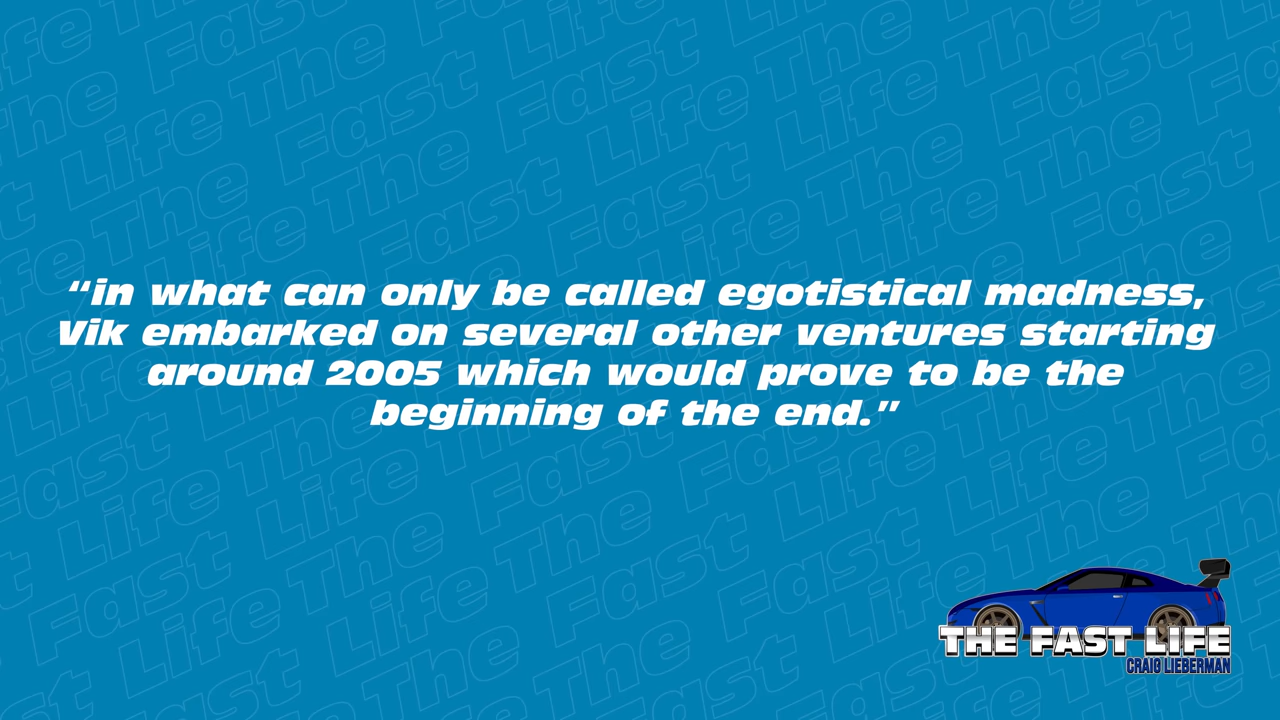 “in what can only be called egotistical madness,
Vik embarked on several other ventures starting
around 2005 which would prove to be the
beginning of the end.”
THE FAST LIFE
CRAIG LIEBERMAN